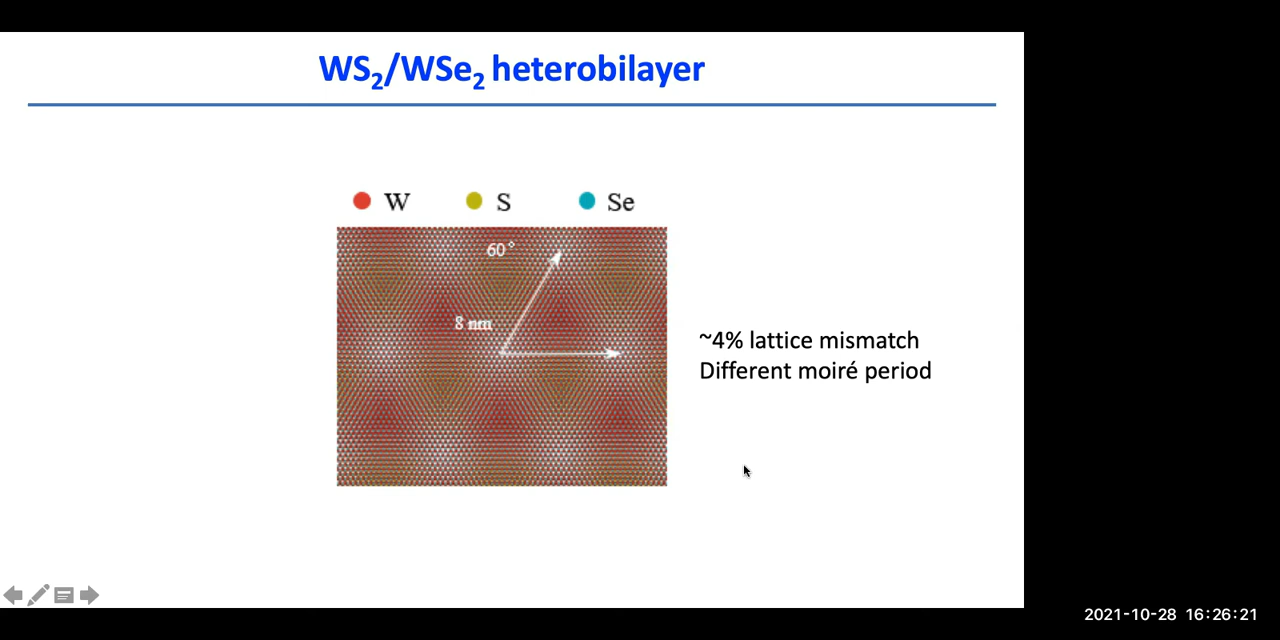 WS₂/WSe₂ heterobilayer
W S Se
60°
8 nm
~4% lattice mismatch
Different moiré period
2021-10-28 16:26:21